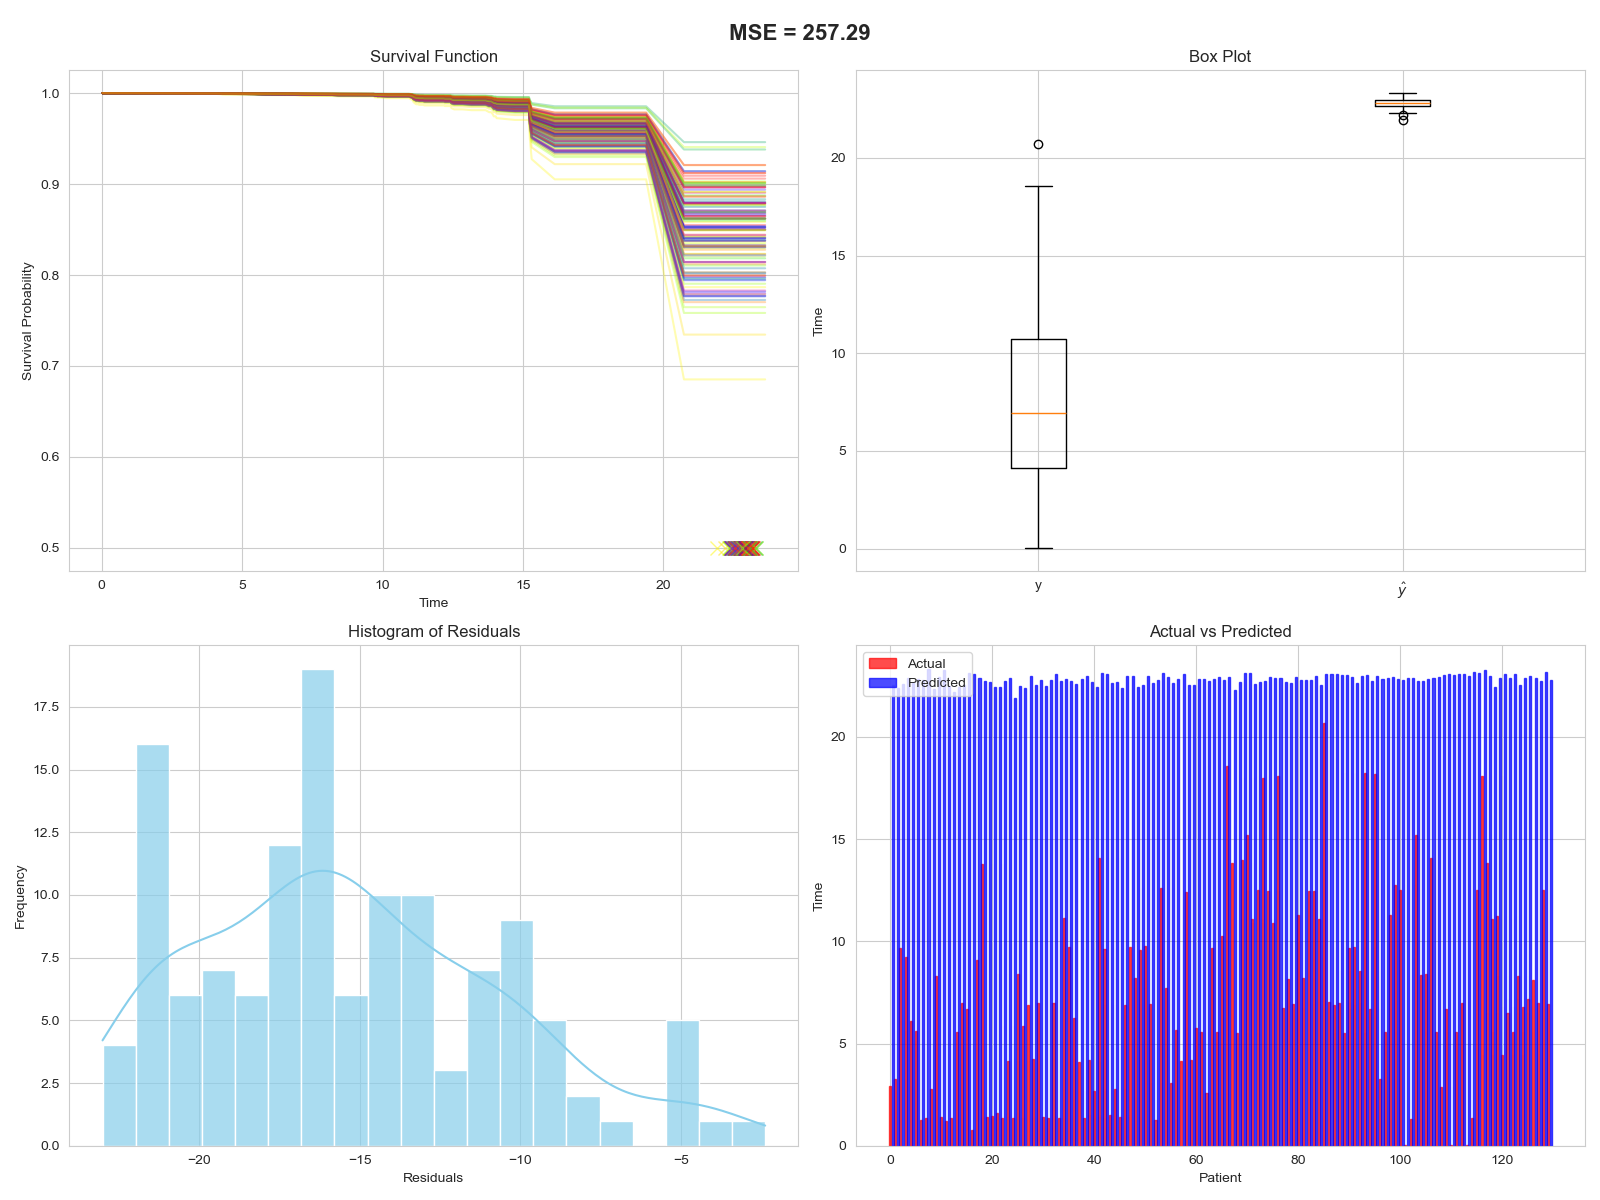 MSE = 257.29
Survival Function
1.0
0.9
0.8
0.7
0.6
0.5
Survival Probability
0 5 10 15 20
Time
Box Plot
20
15
10
5
0
Time
y ŷ
Histogram of Residuals
17.5
15.0
12.5
10.0
7.5
5.0
2.5
0.0
Frequency
−20 −15 −10 −5
Residuals
Actual vs Predicted
Actual
Predicted
20
15
10
5
0
Time
0 20 40 60 80 100 120
Patient